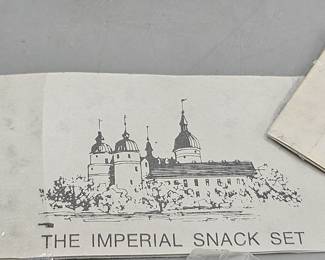 THE IMPERIAL SNACK SET